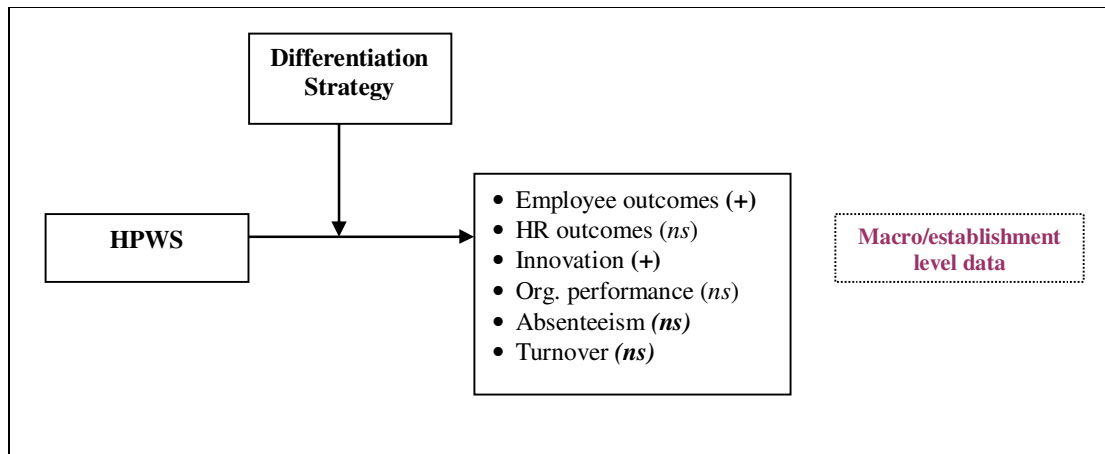 Differentiation
Strategy
HPWS
• Employee outcomes (+)
• HR outcomes (ns)
• Innovation (+)
• Org. performance (ns)
• Absenteeism (ns)
• Turnover (ns)
Macro/establishment
level data